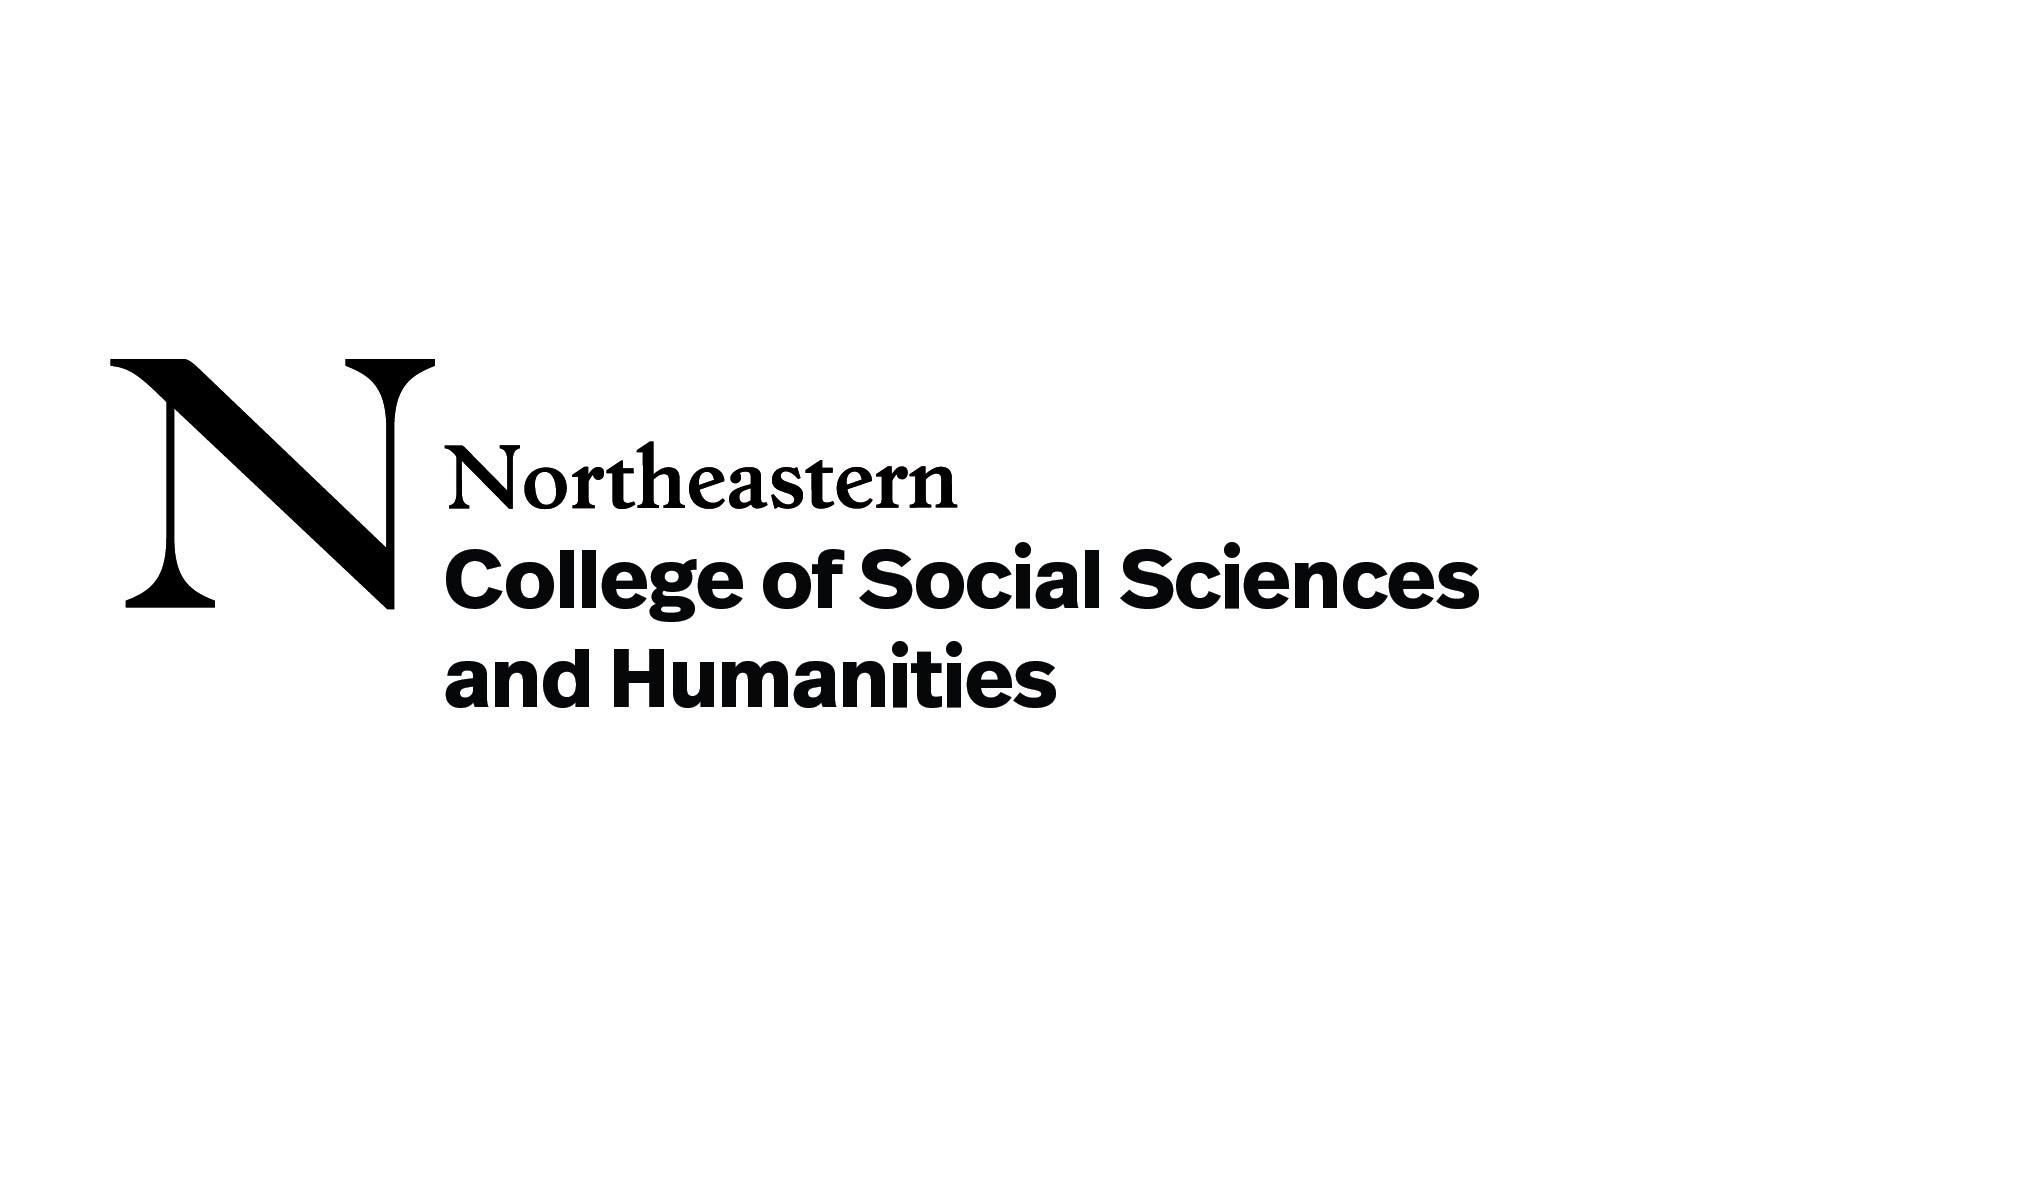 N
Northeastern
College of Social Sciences
and Humanities